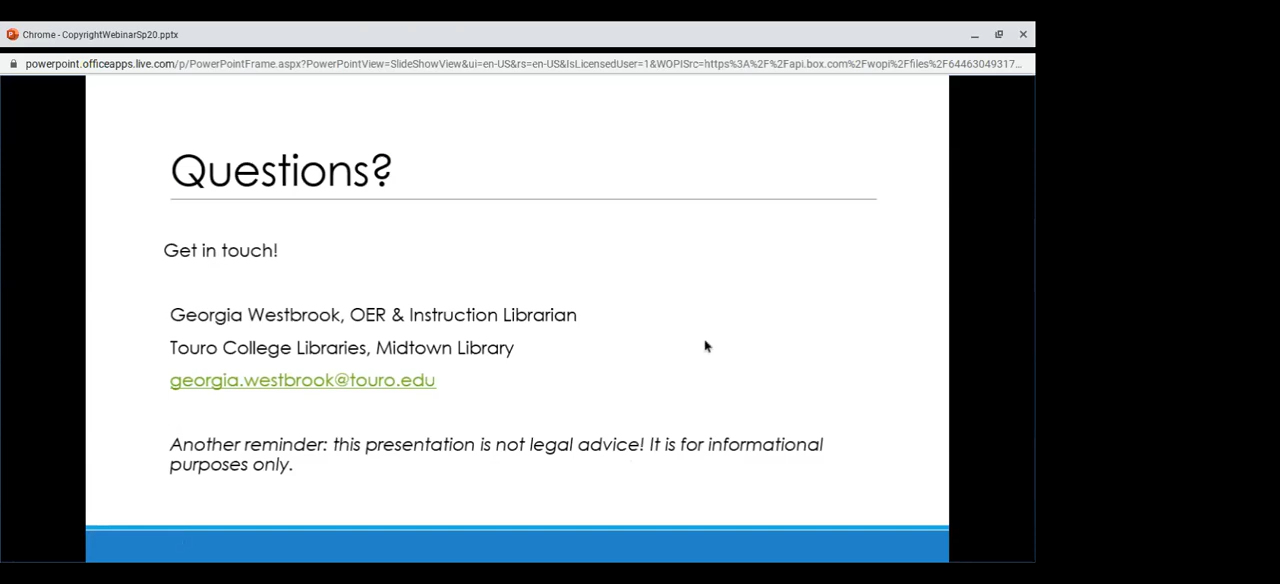 Chrome - CopyrightWebinarSp20.pptx
powerpoint.officeapps.live.com/p/PowerPointFrame.aspx?PowerPointView=SlideShowView&ui=en-US&rs=en-US&IsLicensedUser=1&WOPISrc=https%3A%2F%2Fapi.box.com%2Fwopi%2Ffiles%2F64463049317...
Questions?
Get in touch!
Georgia Westbrook, OER & Instruction Librarian
Touro College Libraries, Midtown Library
georgia.westbrook@touro.edu
Another reminder: this presentation is not legal advice! It is for informational
purposes only.